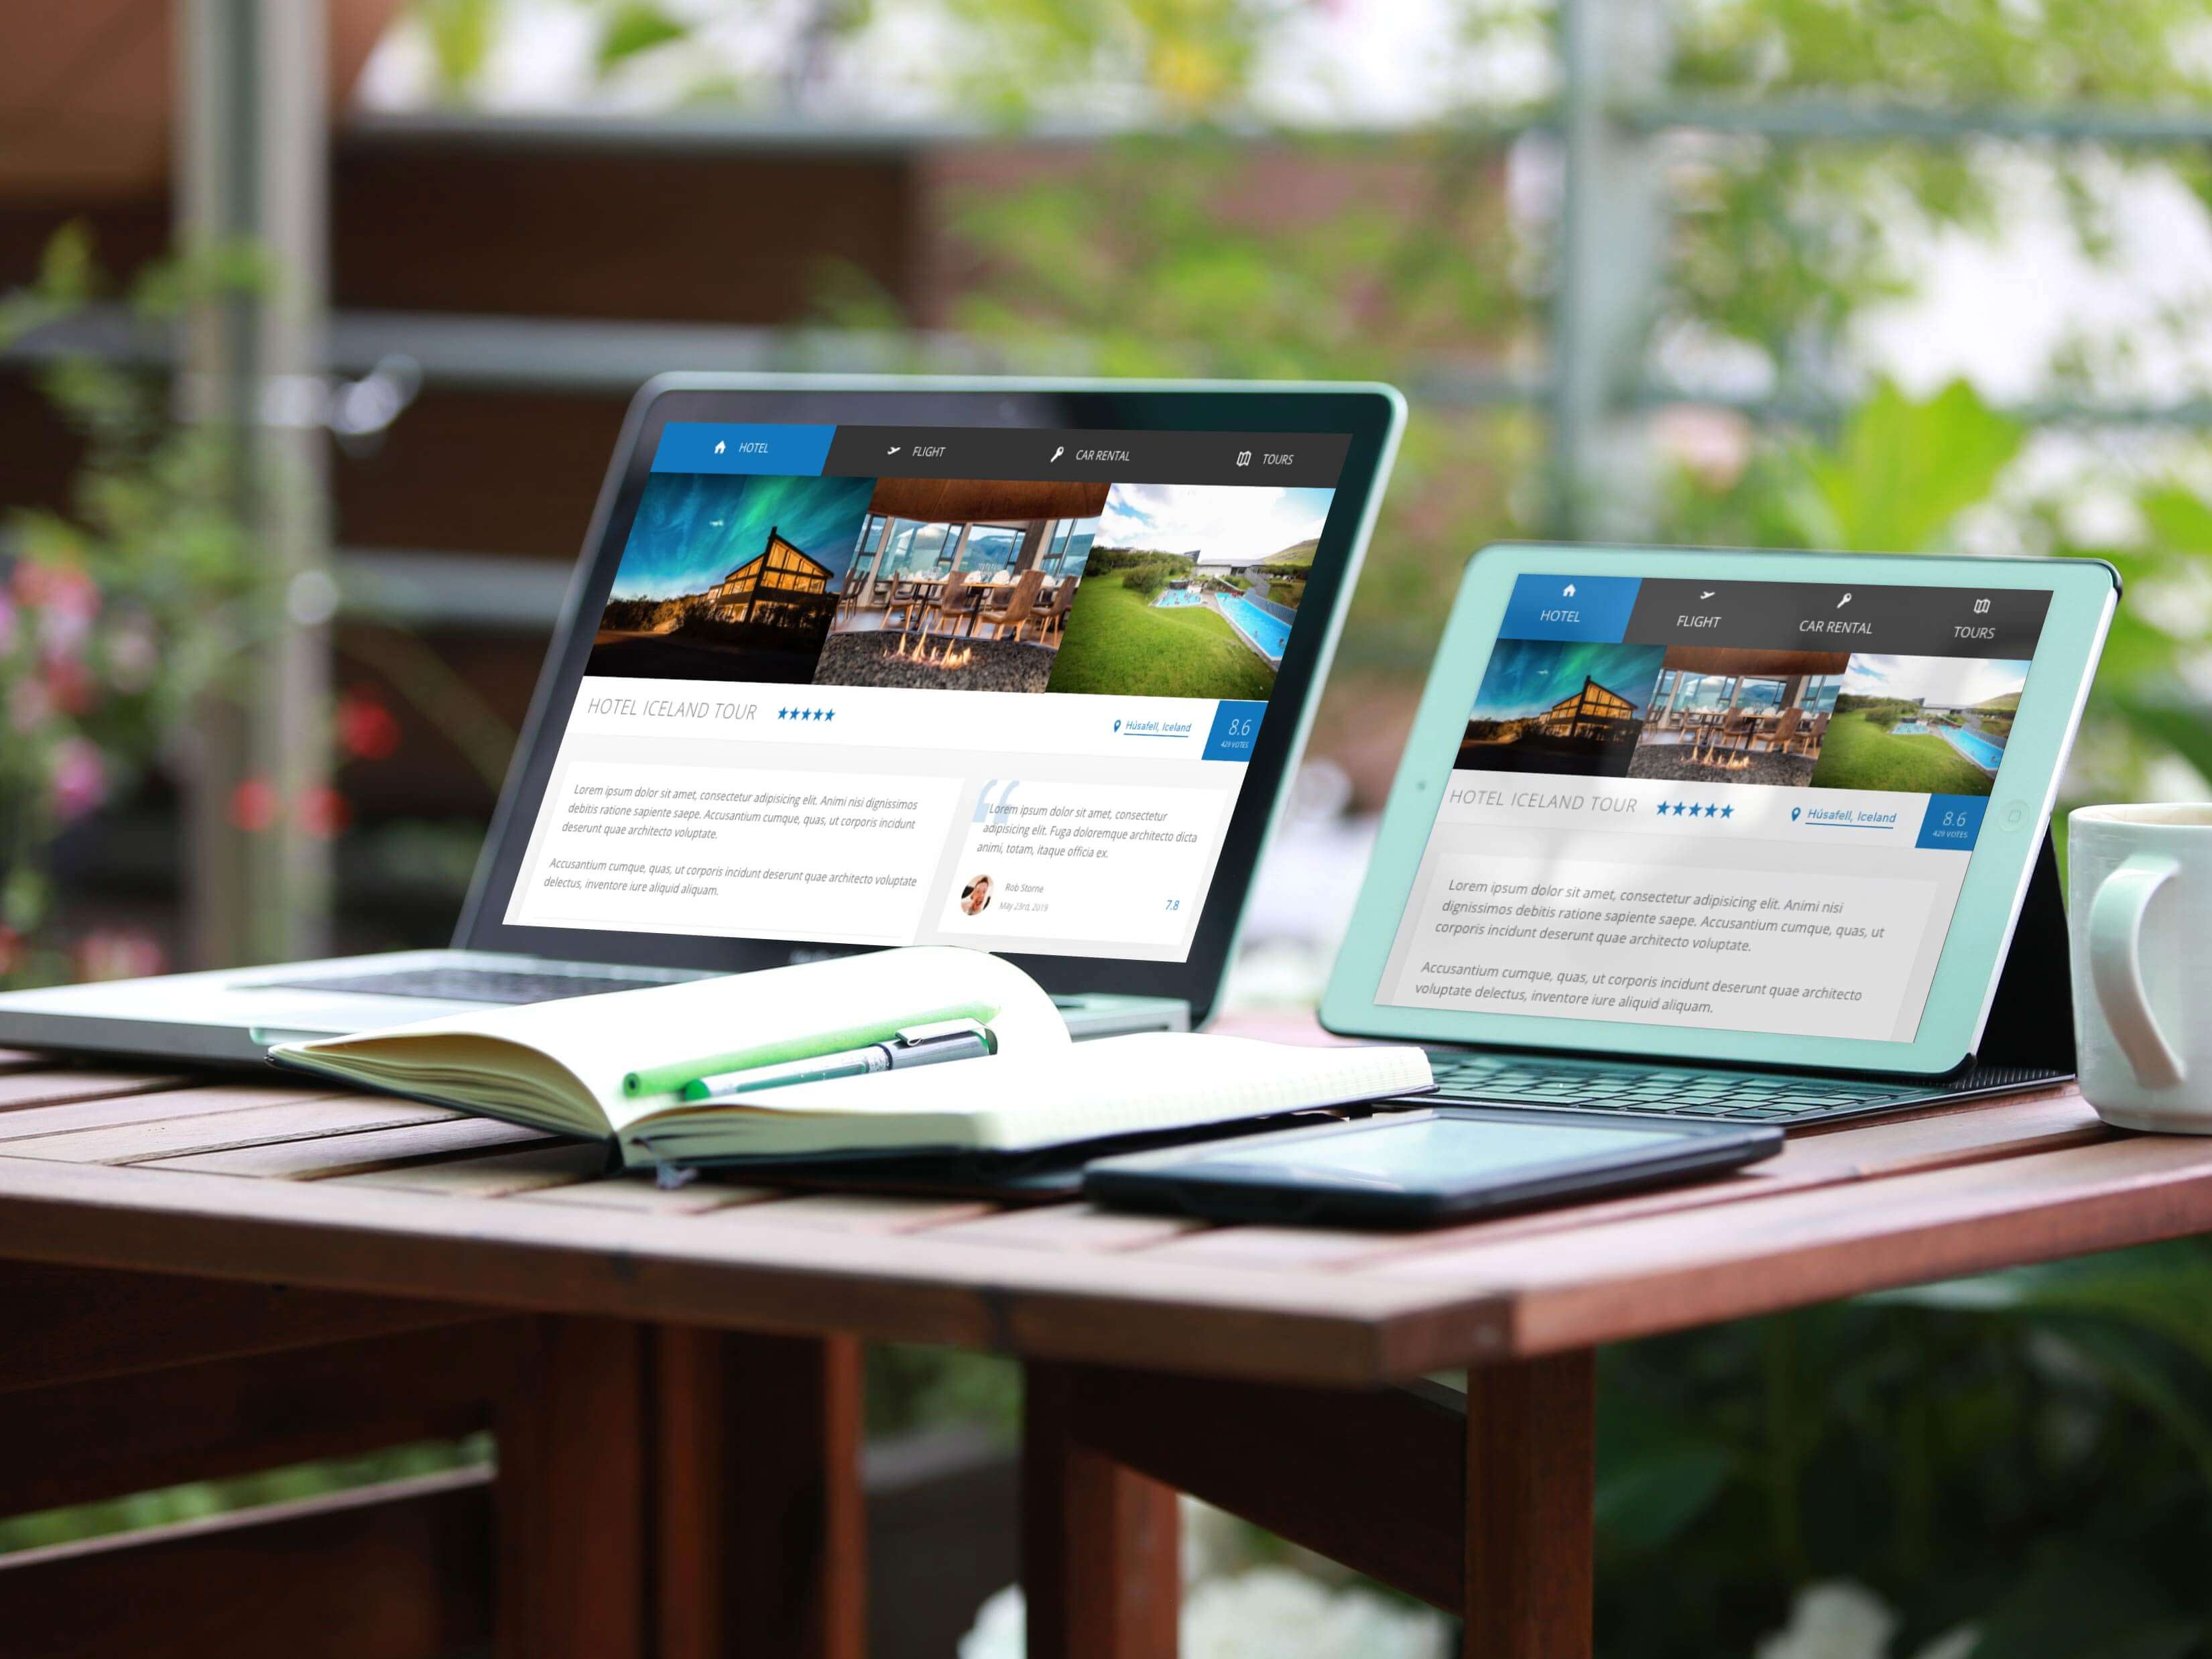 HOTEL
FLIGHT
CAR RENTAL
TOURS
HOTEL ICELAND TOUR
Húsafell, Iceland
8.6
429 VOTES
Lorem ipsum dolor sit amet, consectetur adipisicing elit. Animi nisi dignissimos
debitis ratione sapiente saepe. Accusantium cumque, quas, ut corporis incidunt
deserunt quae architecto voluptate.
Accusantium cumque, quas, ut corporis incidunt deserunt quae architecto voluptate
delectus, inventore iure aliquid aliquam.
“
Lorem ipsum dolor sit amet, consectetur
adipisicing elit. Fuga doloremque architecto dicta
animi, totam, itaque officia ex.
Rob Storne
May 23rd, 2019
7.8
HOTEL
FLIGHT
CAR RENTAL
TOURS
HOTEL ICELAND TOUR
Húsafell, Iceland
8.6
429 VOTES
Lorem ipsum dolor sit amet, consectetur adipisicing elit. Animi nisi
dignissimos debitis ratione sapiente saepe. Accusantium cumque, quas, ut
corporis incidunt deserunt quae architecto voluptate.
Accusantium cumque, quas, ut corporis incidunt deserunt quae architecto
voluptate delectus, inventore iure aliquid aliquam.